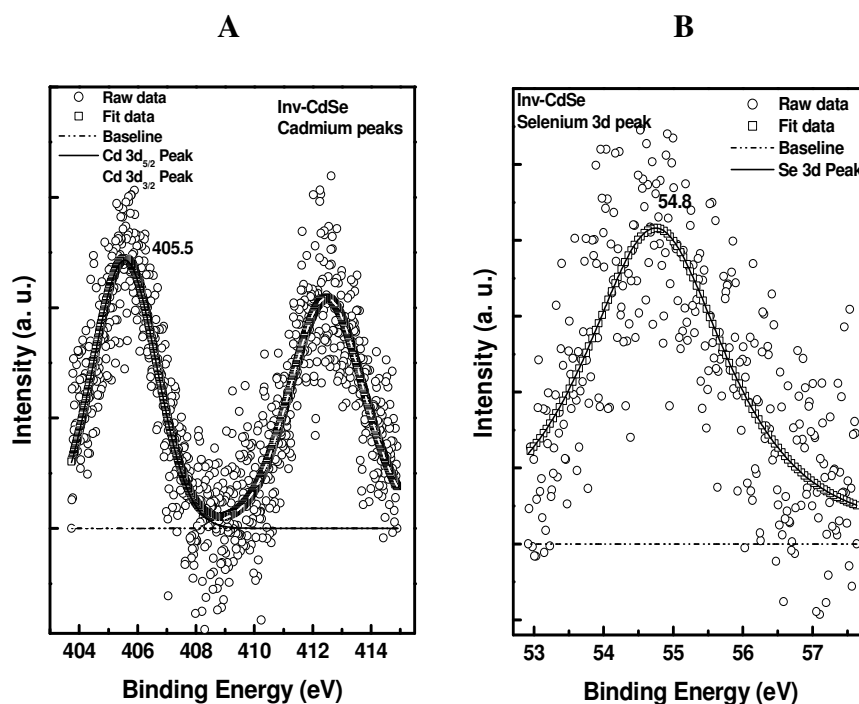 A
Raw data
Fit data
Baseline
Cd 3d5/2 Peak
Cd 3d3/2 Peak
Inv-CdSe
Cadmium peaks
405.5
Intensity (a. u.)
404 406 408 410 412 414
Binding Energy (eV)
B
Inv-CdSe
Selenium 3d peak
Raw data
Fit data
Baseline
Se 3d Peak
54.8
Intensity (a. u.)
53 54 55 56 57
Binding Energy (eV)